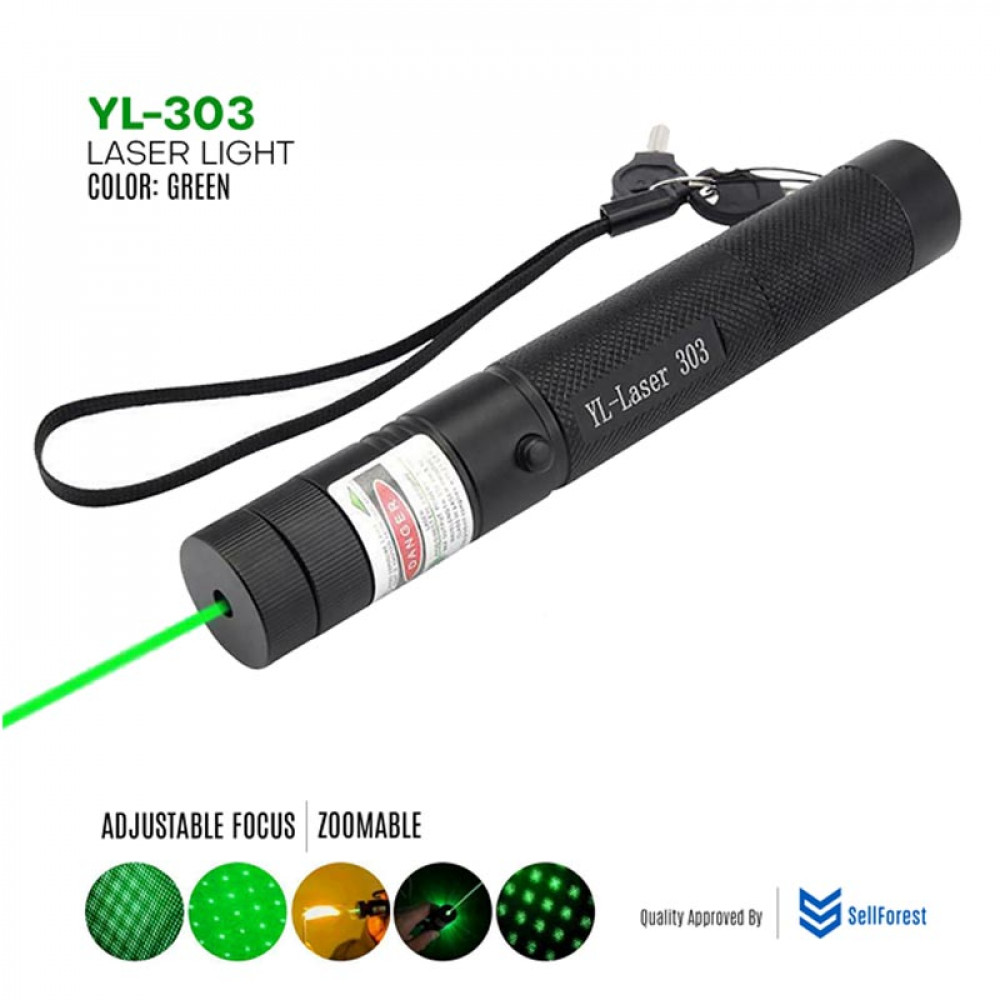 YL-303
LASER LIGHT
COLOR: GREEN
YL-Laser 303
DANGER
ADJUSTABLE FOCUS | ZOOMABLE
Quality Approved By
SellForest